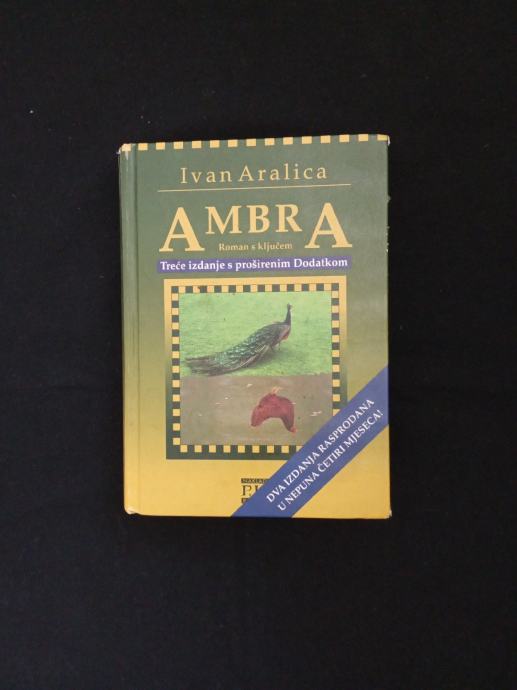 Ivan Aralica
AMBRA
Roman s ključem
Treće izdanje s proširenim Dodatkom
DVA IZDANJA RASPRODANA
U NEPUNA ČETIRI MJESECA!